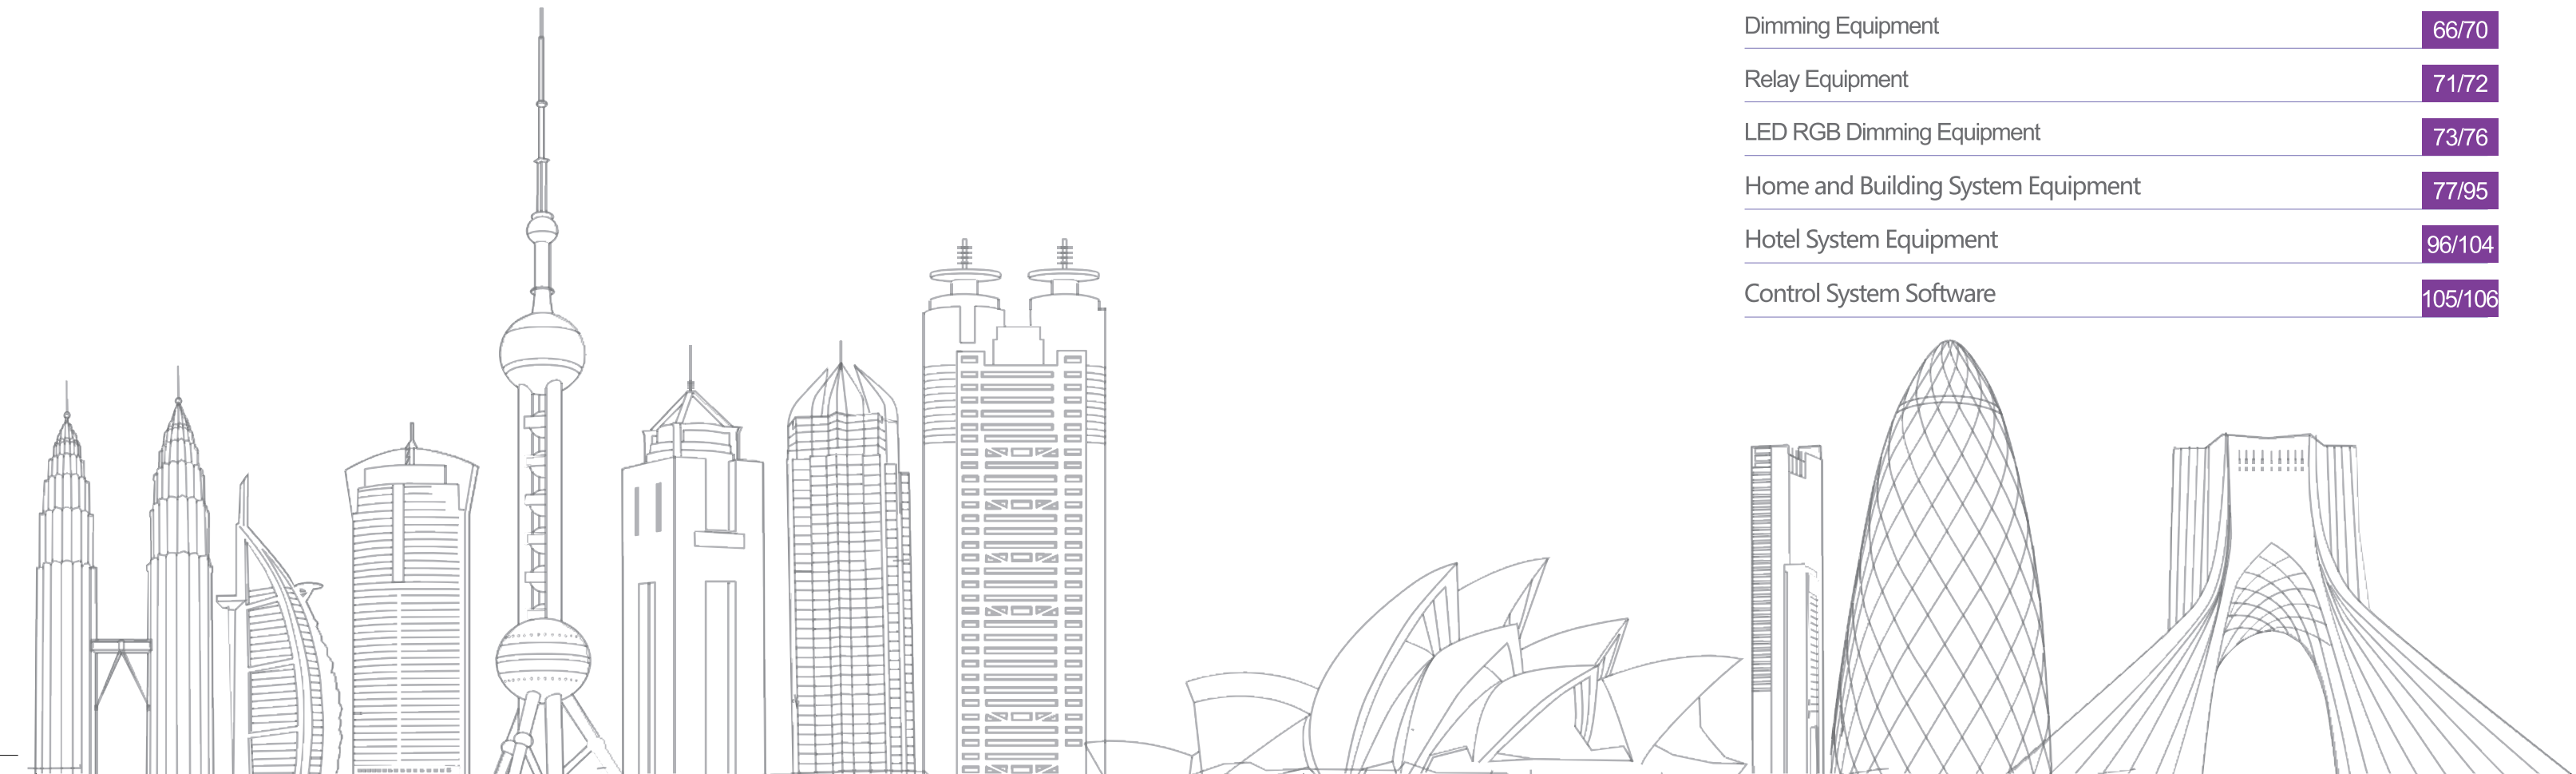 Dimming Equipment 66/70
Relay Equipment 71/72
LED RGB Dimming Equipment 73/76
Home and Building System Equipment 77/95
Hotel System Equipment 96/104
Control System Software 105/106